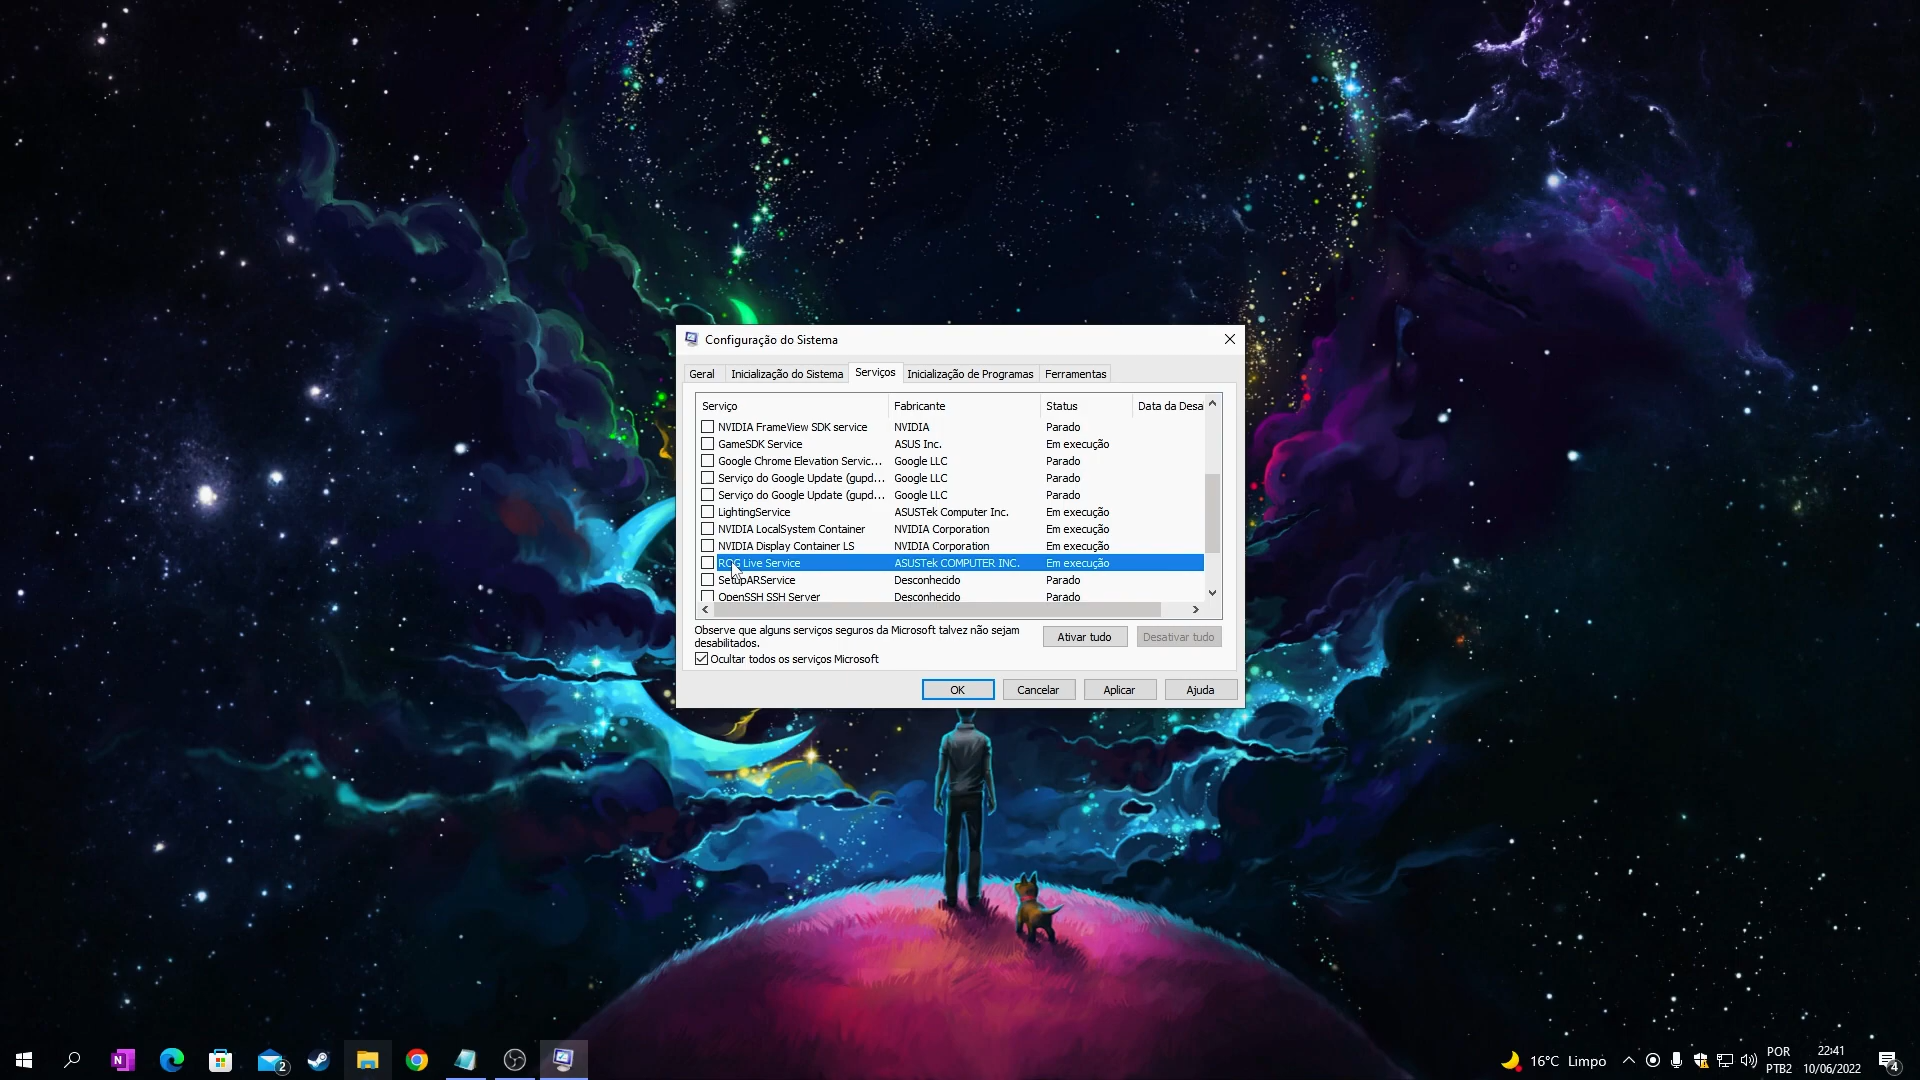 Configuração do Sistema
Geral Inicialização do Sistema Serviços Inicialização de Programas Ferramentas
Serviço Fabricante Status Data da Desa
NVIDIA FrameView SDK service NVIDIA Parado
GameSDK Service ASUS Inc. Em execução
Google Chrome Elevation Servic... Google LLC Parado
Serviço do Google Update (gupd... Google LLC Parado
Serviço do Google Update (gupd... Google LLC Parado
LightingService ASUSTek Computer Inc. Em execução
NVIDIA LocalSystem Container NVIDIA Corporation Em execução
NVIDIA Display Container LS NVIDIA Corporation Em execução
ROG Live Service ASUSTek COMPUTER INC. Em execução
SetupARService Desconhecido Parado
OpenSSH SSH Server Desconhecido Parado
Observe que alguns serviços seguros da Microsoft talvez não sejam
desabilitados.
Ativar tudo Desativar tudo
Ocultar todos os serviços Microsoft
OK Cancelar Aplicar Ajuda
N 2 16°C Limpo POR 22:41 4
PTB2 10/06/2022